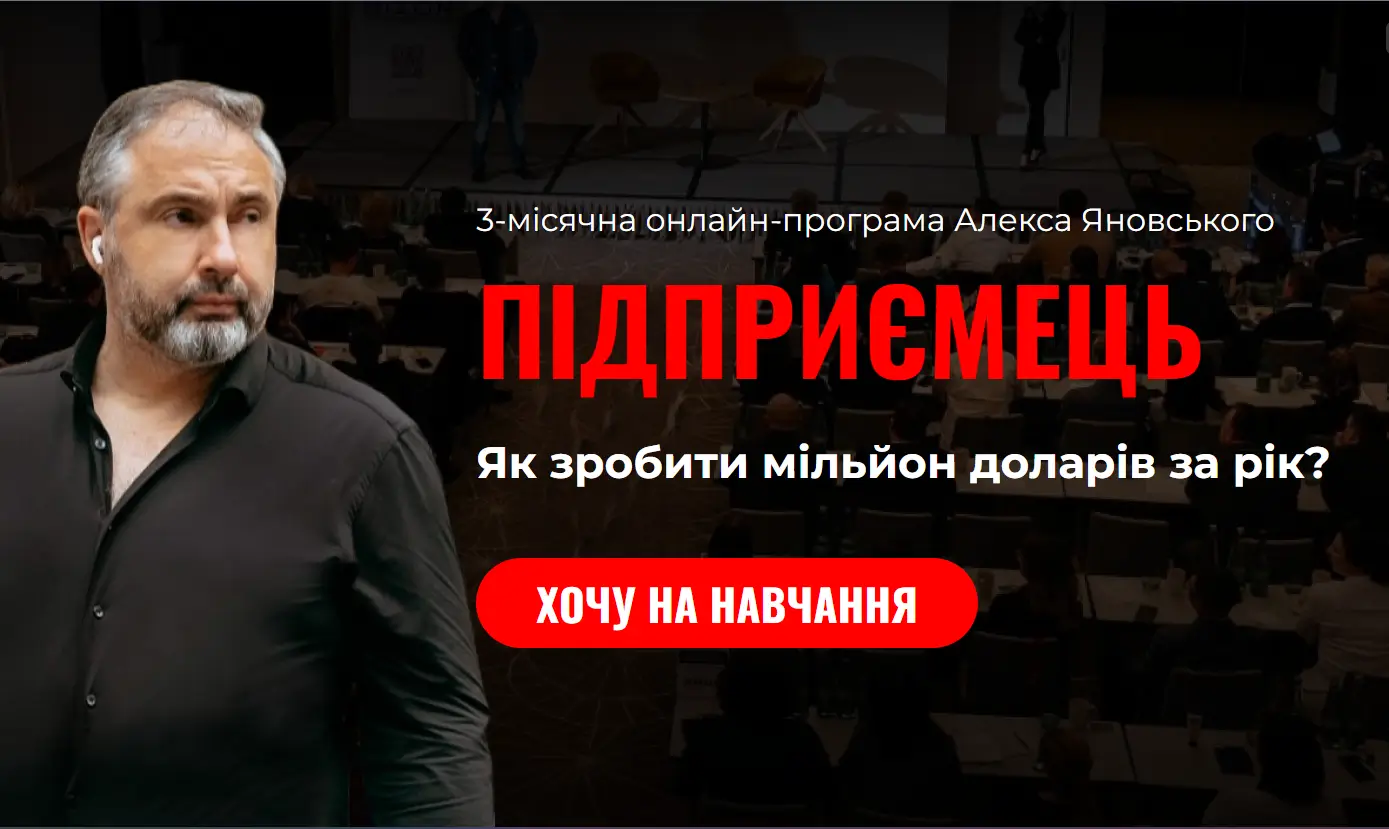 3-місячна онлайн-програма Алекса Яновського
ПІДПРИЄМЕЦЬ
Як зробити мільйон доларів за рік?
ХОЧУ НА НАВЧАННЯ